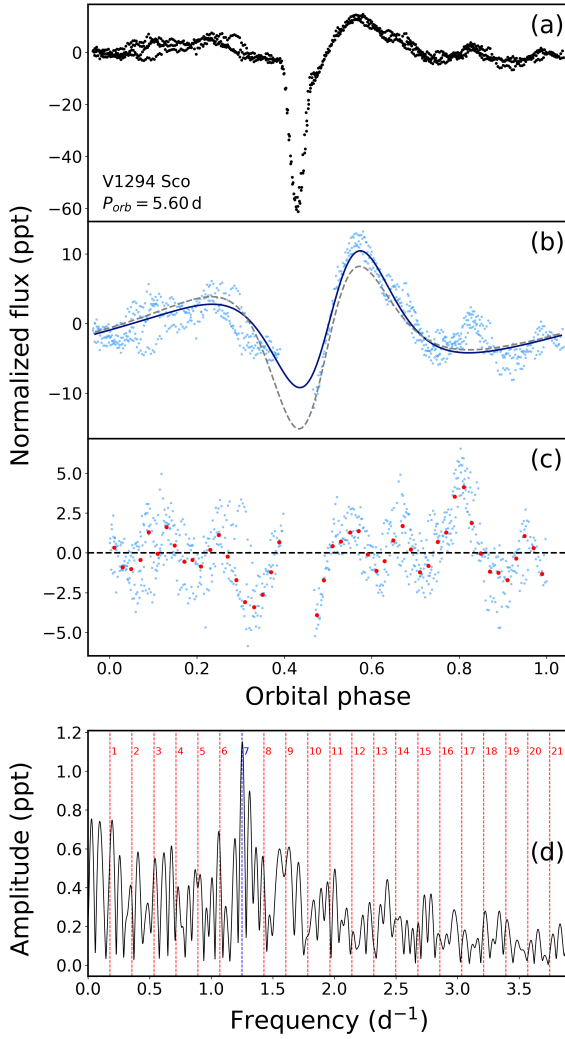 (a)
0
−20
−40
−60
V1294 Sco
P_orb = 5.60 d
(b)
10
0
−10
Normalized flux (ppt)
(c)
5.0
2.5
0.0
−2.5
−5.0
0.0 0.2 0.4 0.6 0.8 1.0
Orbital phase
1.2
1.0
0.8
0.6
0.4
0.2
0.0
Amplitude (ppt)
1 2 3 4 5 6 7 8 9 10 11 12 13 14 15 16 17 18 19 20 21
(d)
0.0 0.5 1.0 1.5 2.0 2.5 3.0 3.5
Frequency (d⁻¹)